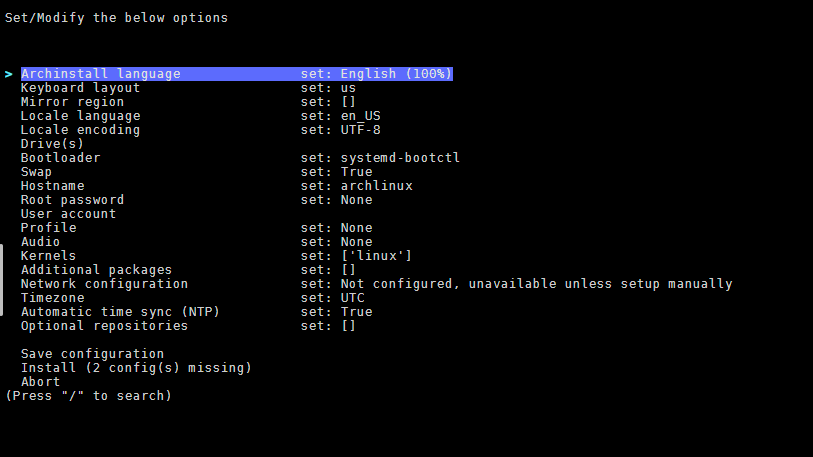 Set/Modify the below options
> Archinstall language set: English (100%)
Keyboard layout set: us
Mirror region set: []
Locale language set: en_US
Locale encoding set: UTF-8
Drive(s)
Bootloader set: systemd-bootctl
Swap set: True
Hostname set: archlinux
Root password set: None
User account
Profile set: None
Audio set: None
Kernels set: ['linux']
Additional packages set: []
Network configuration set: Not configured, unavailable unless setup manually
Timezone set: UTC
Automatic time sync (NTP) set: True
Optional repositories set: []
Save configuration
Install (2 config(s) missing)
Abort
(Press "/" to search)